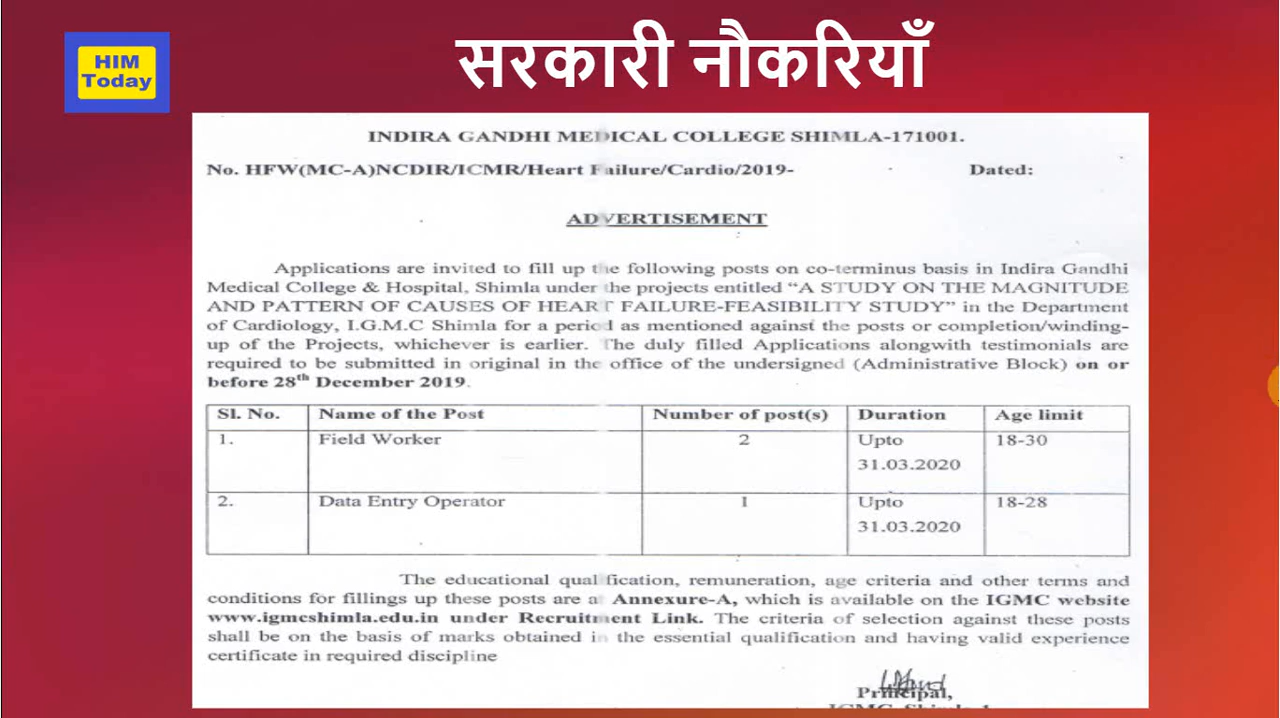 HIM
Today
सरकारी नौकरियाँ
INDIRA GANDHI MEDICAL COLLEGE SHIMLA-171001.
No. HFW(MC-A)NCDIR/ICMR/Heart Failure/Cardio/2019- Dated:
ADVERTISEMENT
Applications are invited to fill up the following posts on co-terminus basis in Indira Gandhi
Medical College & Hospital, Shimla under the projects entitled “A STUDY ON THE MAGNITUDE
AND PATTERN OF CAUSES OF HEART FAILURE-FEASIBILITY STUDY” in the Department
of Cardiology, I.G.M.C Shimla for a period as mentioned against the posts or completion/winding-
up of the Projects, whichever is earlier. The duly filled Applications alongwith testimonials are
required to be submitted in original in the office of the undersigned (Administrative Block) on or
before 28th December 2019.
Sl. No. Name of the Post Number of post(s) Duration Age limit
1. Field Worker 2 Upto 18-30
31.03.2020
2. Data Entry Operator 1 Upto 18-28
31.03.2020
The educational qualification, remuneration, age criteria and other terms and
conditions for fillings up these posts are at Annexure-A, which is available on the IGMC website
www.igmcshimla.edu.in under Recruitment Link. The criteria of selection against these posts
shall be on the basis of marks obtained in the essential qualification and having valid experience
certificate in required discipline
Principal,
IGMC, Shimla-1